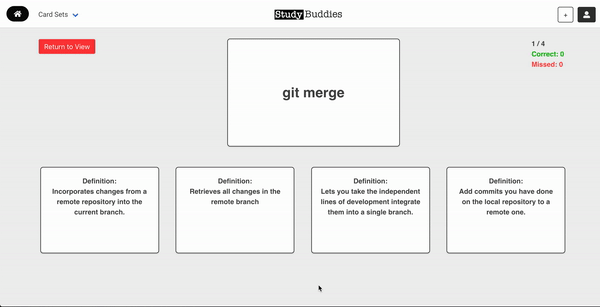 Card Sets
StudyBuddies
+
Return to View
1 / 4
Correct: 0
Missed: 0
git merge
Definition:
Incorporates changes from a
remote repository into the
current branch.
Definition:
Retrieves all changes in the
remote branch
Definition:
Lets you take the independent
lines of development integrate
them into a single branch.
Definition:
Add commits you have done
on the local repository to a
remote one.